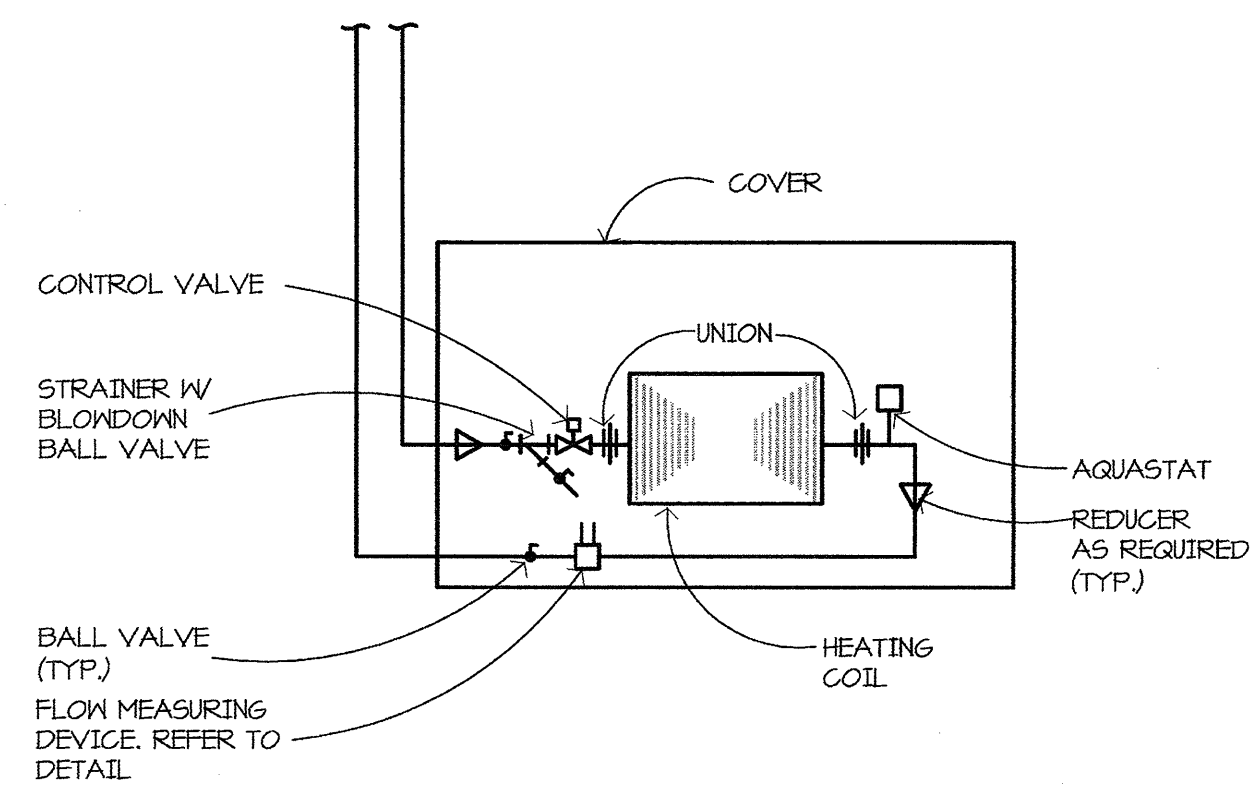 COVER
CONTROL VALVE
UNION
STRAINER W/
BLOWDOWN
BALL VALVE
AQUASTAT
REDUCER
AS REQUIRED
(TYP.)
BALL VALVE
(TYP.)
HEATING
COIL
FLOW MEASURING
DEVICE. REFER TO
DETAIL